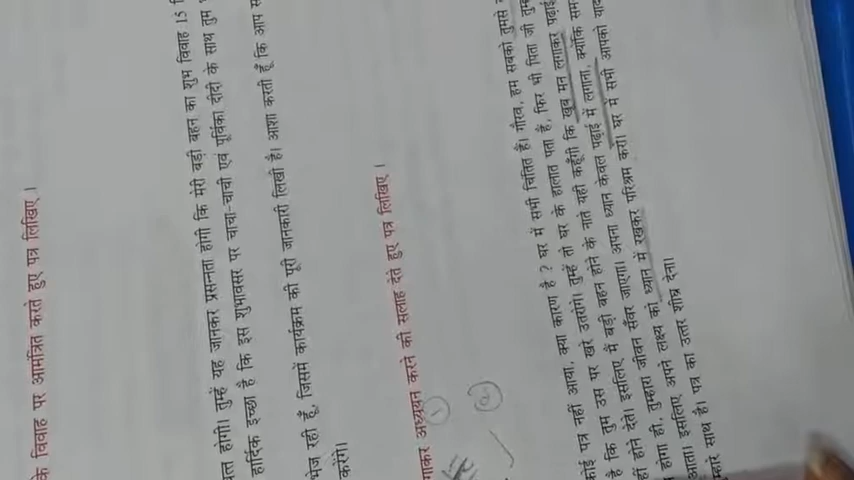 के विवाह पर आमंत्रित करते हुए पत्र लिखिए ।
होगी। तुम्हें यह जानकर प्रसन्नता होगी कि मेरी बड़ी बहन का शुभ विवाह 15
हार्दिक इच्छा है कि इस शुभावसर पर चाचा-चाची एवं पूर्विका दीदी के साथ तुम
भेज रही हूँ, जिसमें कार्यक्रम की पूरी जानकारी लिखी है। आशा करती हूँ कि आप
करेंगे।
अध्ययन करने की सलाह देते हुए पत्र लिखिए ।
1
2
कोई पत्र नहीं आया, क्या कारण है ? घर में सभी चिंतित हैं। गौरव, हम सबको तुमसे
है कि तुम उस पर खरे उतरोगे। तुम्हें तो घर के हालात पता हैं, फिर भी पिता जी
हीं होने देते। इसलिए मैं बड़ी बहन होने के नाते यही कहूँगी कि खूब मन लगाकर पढ़ाई
होगा ही, तुम्हारा जीवन सँवर जाएगा। अपना ध्यान केवल पढ़ाई में लगाना, क्योंकि
आता। इसलिए अपने लक्ष्य को ध्यान में रखकर परिश्रम करो। घर में सभी आपको
साथ है। पत्र का उत्तर शीघ्र देना।